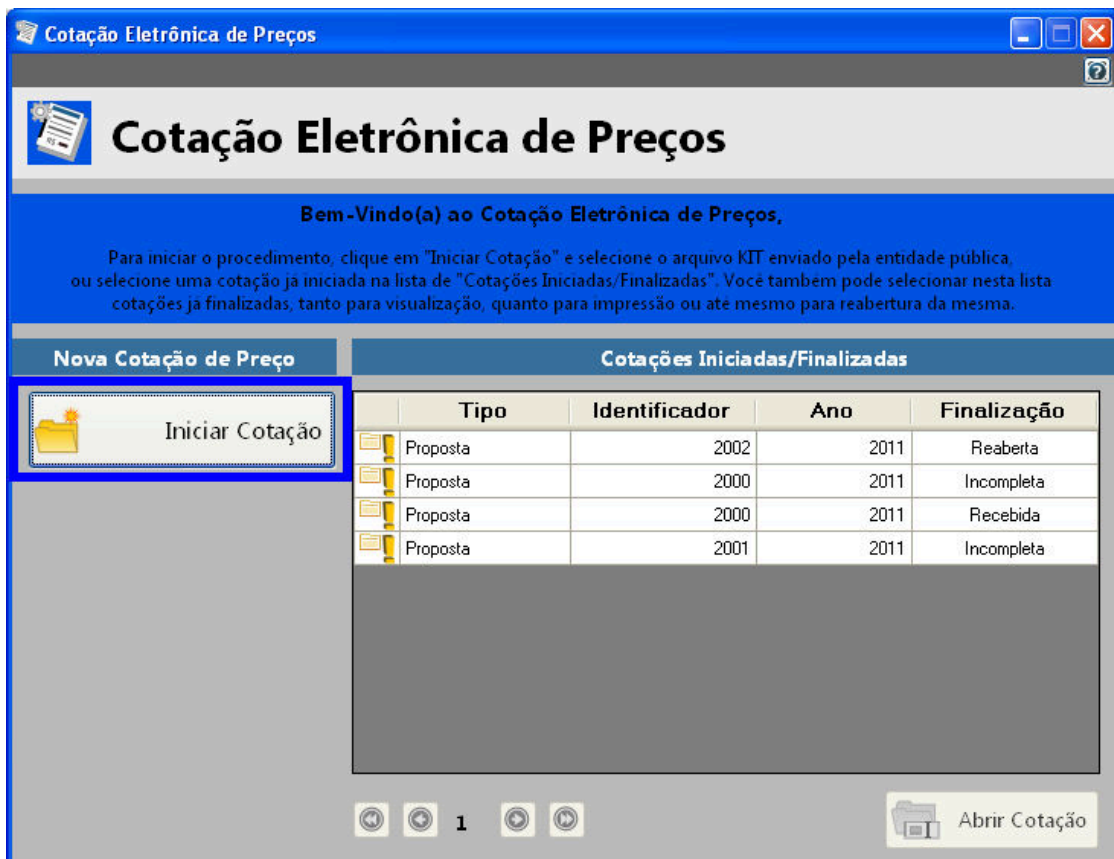 Cotação Eletrônica de Preços
Cotação Eletrônica de Preços
Bem-Vindo(a) ao Cotação Eletrônica de Preços,
Para iniciar o procedimento, clique em "Iniciar Cotação" e selecione o arquivo KIT enviado pela entidade pública,
ou selecione uma cotação já iniciada na lista de "Cotações Iniciadas/Finalizadas". Você também pode selecionar nesta lista
cotações já finalizadas, tanto para visualização, quanto para impressão ou até mesmo para reabertura da mesma.
Nova Cotação de Preço
Iniciar Cotação
Cotações Iniciadas/Finalizadas
Tipo Identificador Ano Finalização
Proposta 2002 2011 Reaberta
Proposta 2000 2011 Incompleta
Proposta 2000 2011 Recebida
Proposta 2001 2011 Incompleta
1
Abrir Cotação